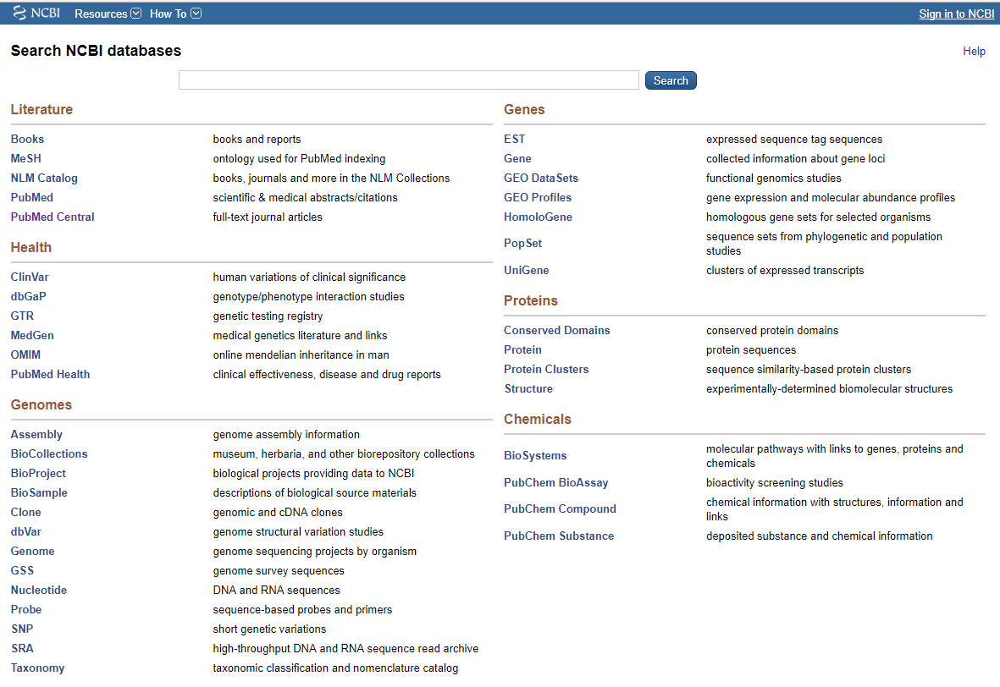 NCBI Resources How To Sign in to NCBI
Search NCBI databases Help
Search
Literature
Books books and reports
MeSH ontology used for PubMed indexing
NLM Catalog books, journals and more in the NLM Collections
PubMed scientific & medical abstracts/citations
PubMed Central full-text journal articles
Health
ClinVar human variations of clinical significance
dbGaP genotype/phenotype interaction studies
GTR genetic testing registry
MedGen medical genetics literature and links
OMIM online mendelian inheritance in man
PubMed Health clinical effectiveness, disease and drug reports
Genomes
Assembly genome assembly information
BioCollections museum, herbaria, and other biorepository collections
BioProject biological projects providing data to NCBI
BioSample descriptions of biological source materials
Clone genomic and cDNA clones
dbVar genome structural variation studies
Genome genome sequencing projects by organism
GSS genome survey sequences
Nucleotide DNA and RNA sequences
Probe sequence-based probes and primers
SNP short genetic variations
SRA high-throughput DNA and RNA sequence read archive
Taxonomy taxonomic classification and nomenclature catalog
Genes
EST expressed sequence tag sequences
Gene collected information about gene loci
GEO DataSets functional genomics studies
GEO Profiles gene expression and molecular abundance profiles
HomoloGene homologous gene sets for selected organisms
PopSet sequence sets from phylogenetic and population
studies
UniGene clusters of expressed transcripts
Proteins
Conserved Domains conserved protein domains
Protein protein sequences
Protein Clusters sequence similarity-based protein clusters
Structure experimentally-determined biomolecular structures
Chemicals
BioSystems molecular pathways with links to genes, proteins and
chemicals
PubChem BioAssay bioactivity screening studies
PubChem Compound chemical information with structures, information and
links
PubChem Substance deposited substance and chemical information